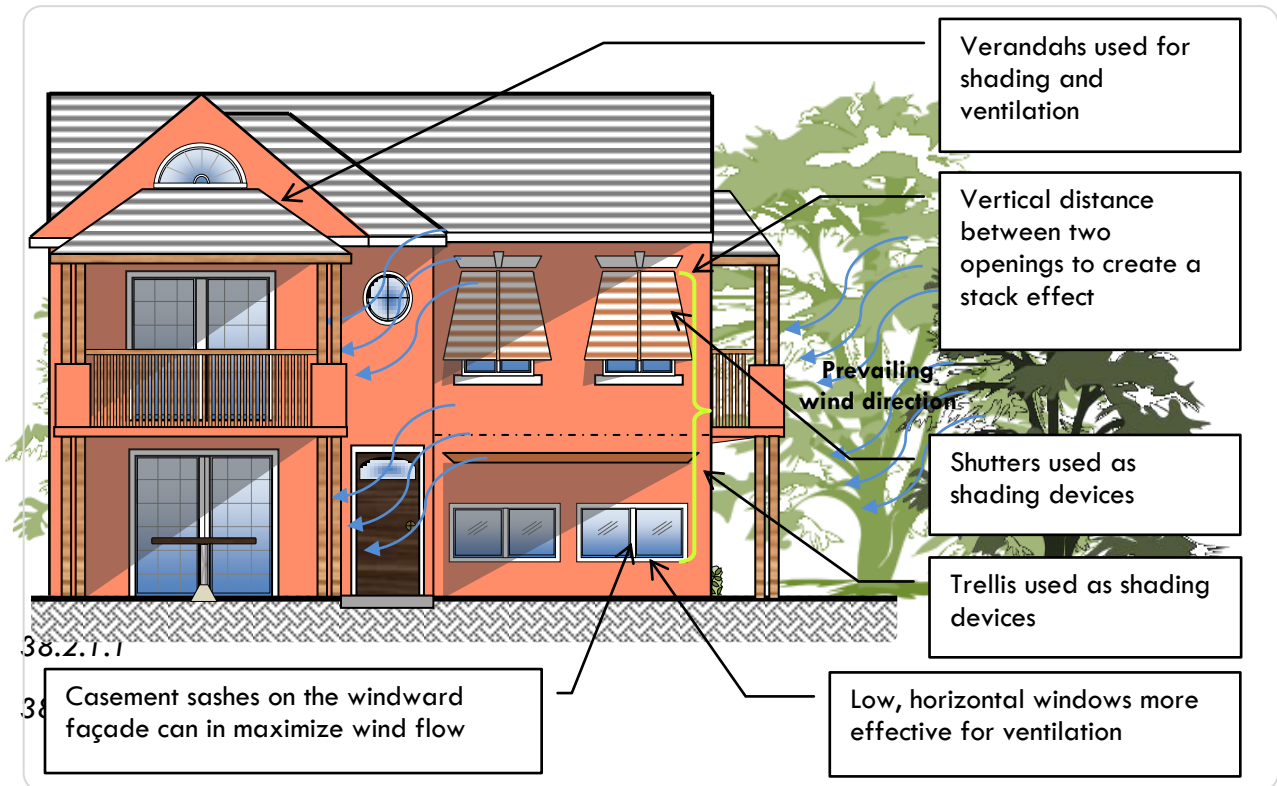 Verandahs used for
shading and
ventilation
Vertical distance
between two
openings to create a
stack effect
Prevailing
wind direction
Shutters used as
shading devices
Trellis used as shading
devices
38.2.1.1
38
Casement sashes on the windward
façade can in maximize wind flow
Low, horizontal windows more
effective for ventilation